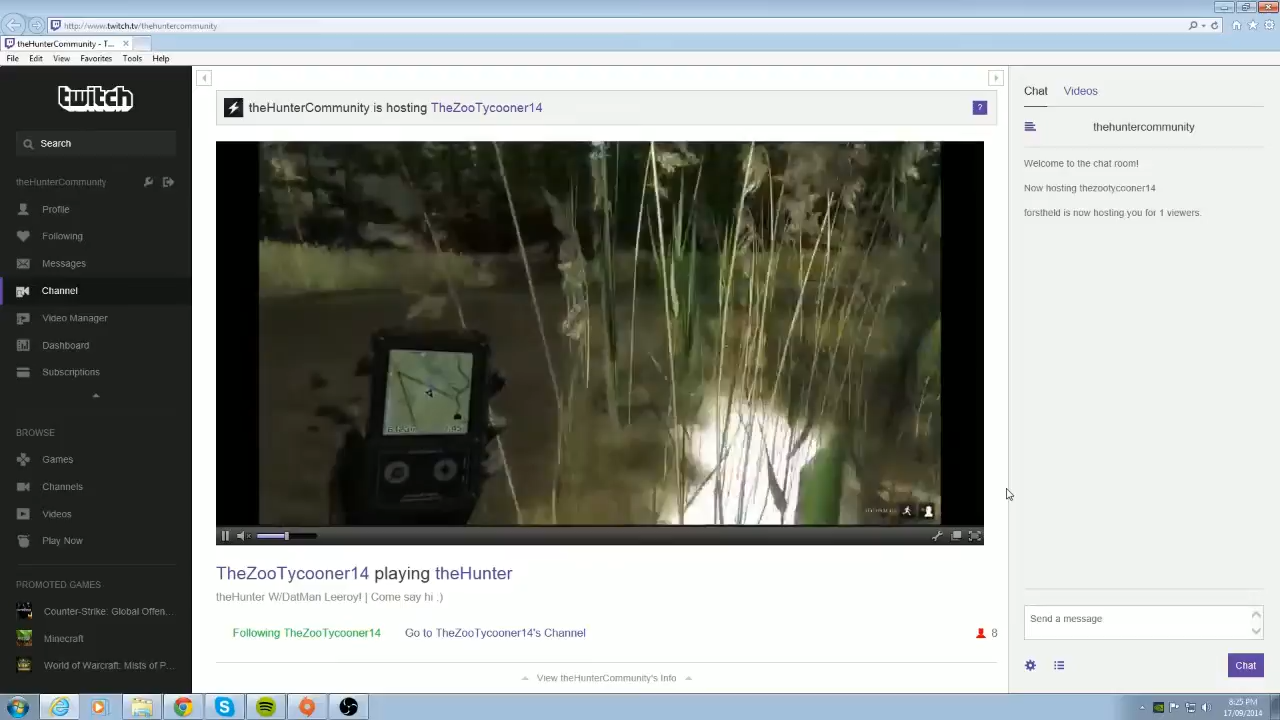 http://www.twitch.tv/thehuntercommunity
theHunterCommunity - T...
File Edit View Favorites Tools Help
twitch
Search
theHunterCommunity
Profile
Following
Messages
Channel
Video Manager
Dashboard
Subscriptions
BROWSE
Games
Channels
Videos
Play Now
PROMOTED GAMES
Counter-Strike: Global Offen...
Minecraft
World of Warcraft: Mists of P...
theHunterCommunity is hosting TheZooTycooner14
?
TheZooTycooner14 playing theHunter
theHunter W/DatMan Leeroy! | Come say hi :)
Following TheZooTycooner14
Go to TheZooTycooner14's Channel
8
View theHunterCommunity's Info
Chat Videos
thehuntercommunity
Welcome to the chat room!
Now hosting thezootycooner14
forstheld is now hosting you for 1 viewers.
Send a message
Chat
8:25 PM
17/09/2014